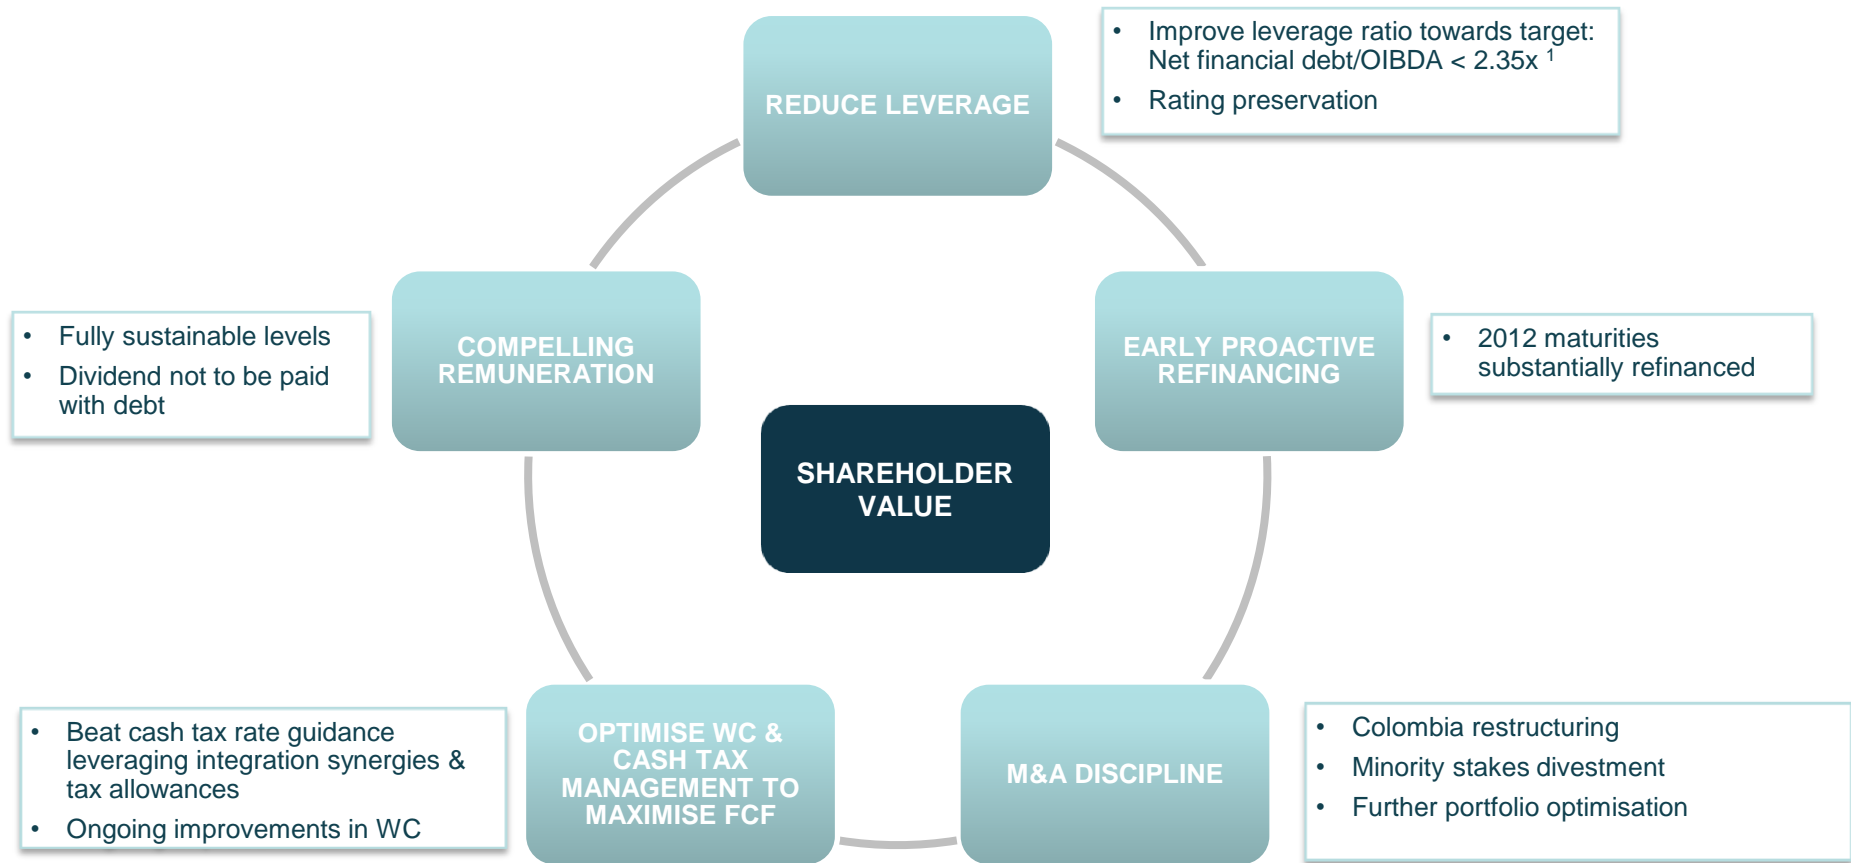 REDUCE LEVERAGE
• Improve leverage ratio towards target:
Net financial debt/OIBDA < 2.35x 1
• Rating preservation
EARLY PROACTIVE
REFINANCING
• 2012 maturities
substantially refinanced
M&A DISCIPLINE
• Colombia restructuring
• Minority stakes divestment
• Further portfolio optimisation
OPTIMISE WC &
CASH TAX
MANAGEMENT TO
MAXIMISE FCF
• Beat cash tax rate guidance
leveraging integration synergies &
tax allowances
• Ongoing improvements in WC
COMPELLING
REMUNERATION
• Fully sustainable levels
• Dividend not to be paid
with debt
SHAREHOLDER
VALUE